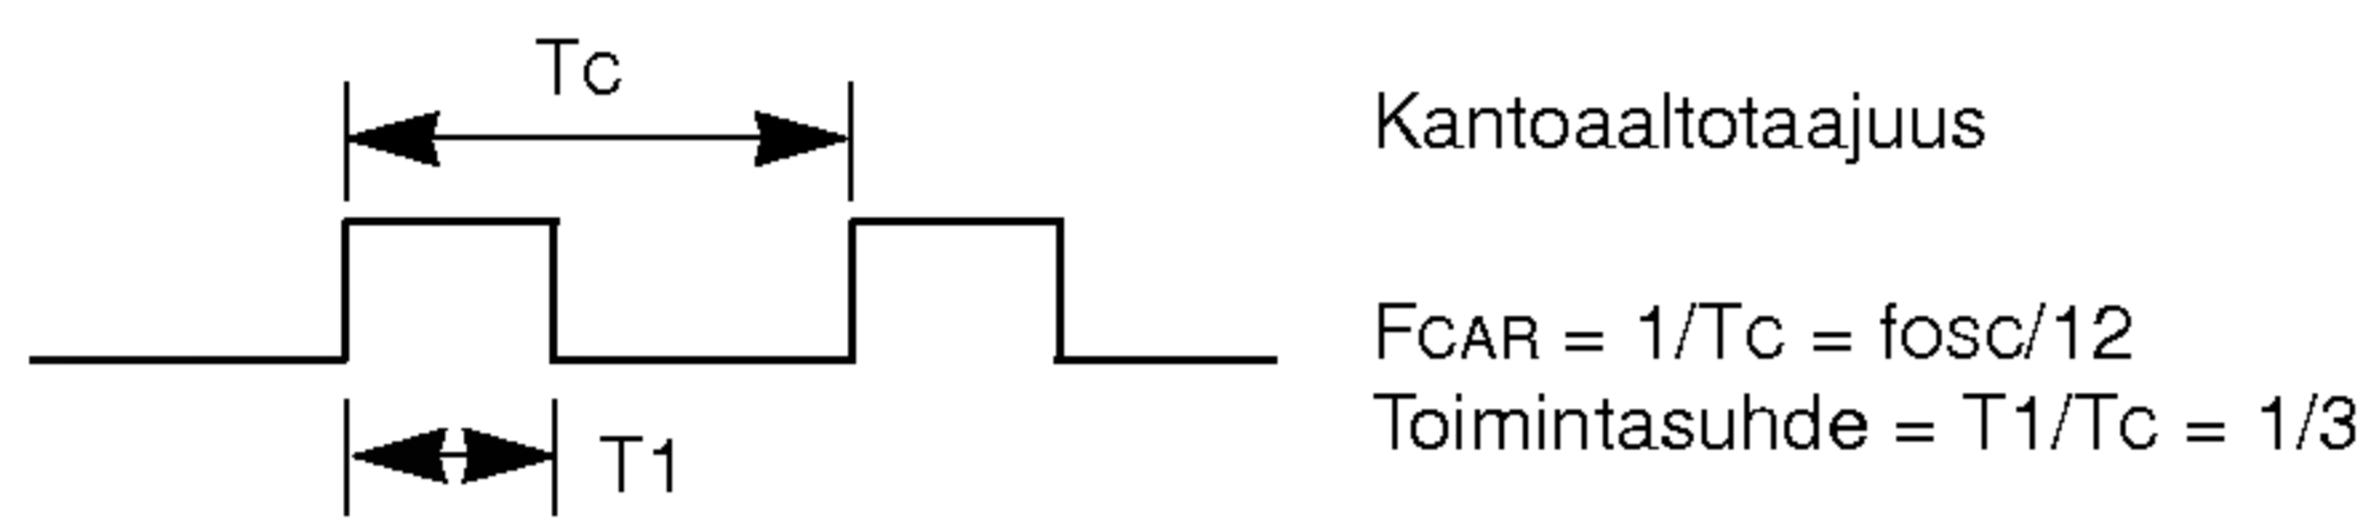 Tc
Kantoaaltotaajuus
FCAR = 1/Tc = fosc/12
Toimintasuhde = T1/Tc = 1/3
T1